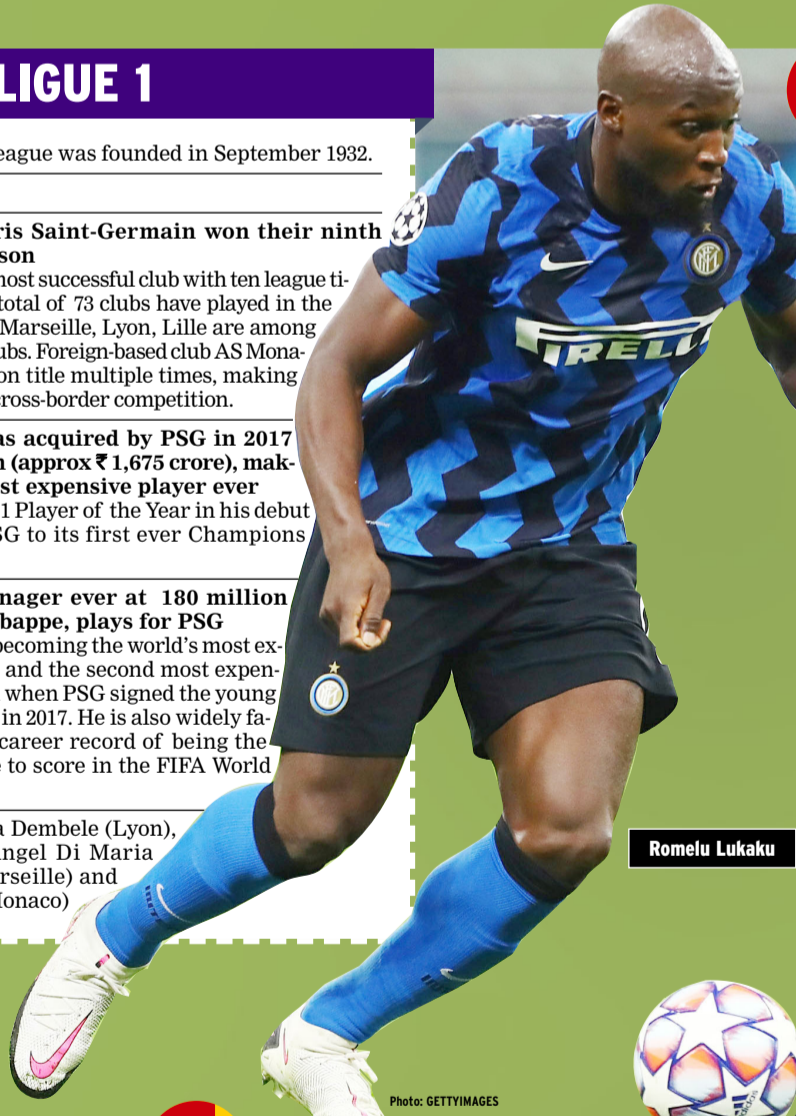 LIGUE 1
eague was founded in September 1932.
ris Saint-Germain won their ninth
son
nost successful club with ten league ti-
total of 73 clubs have played in the
Marseille, Lyon, Lille are among
ubs. Foreign-based club AS Mona-
on title multiple times, making
cross-border competition.
as acquired by PSG in 2017
n (approx ₹ 1,675 crore), mak-
st expensive player ever
1 Player of the Year in his debut
SG to its first ever Champions
nager ever at 180 million
bappe, plays for PSG
becoming the world's most ex-
and the second most expen-
when PSG signed the young
in 2017. He is also widely fa-
career record of being the
e to score in the FIFA World
a Dembele (Lyon),
ngel Di Maria
rseille) and
Monaco)
PIRELLI
Romelu Lukaku
adidas
Photo: GETTYIMAGES